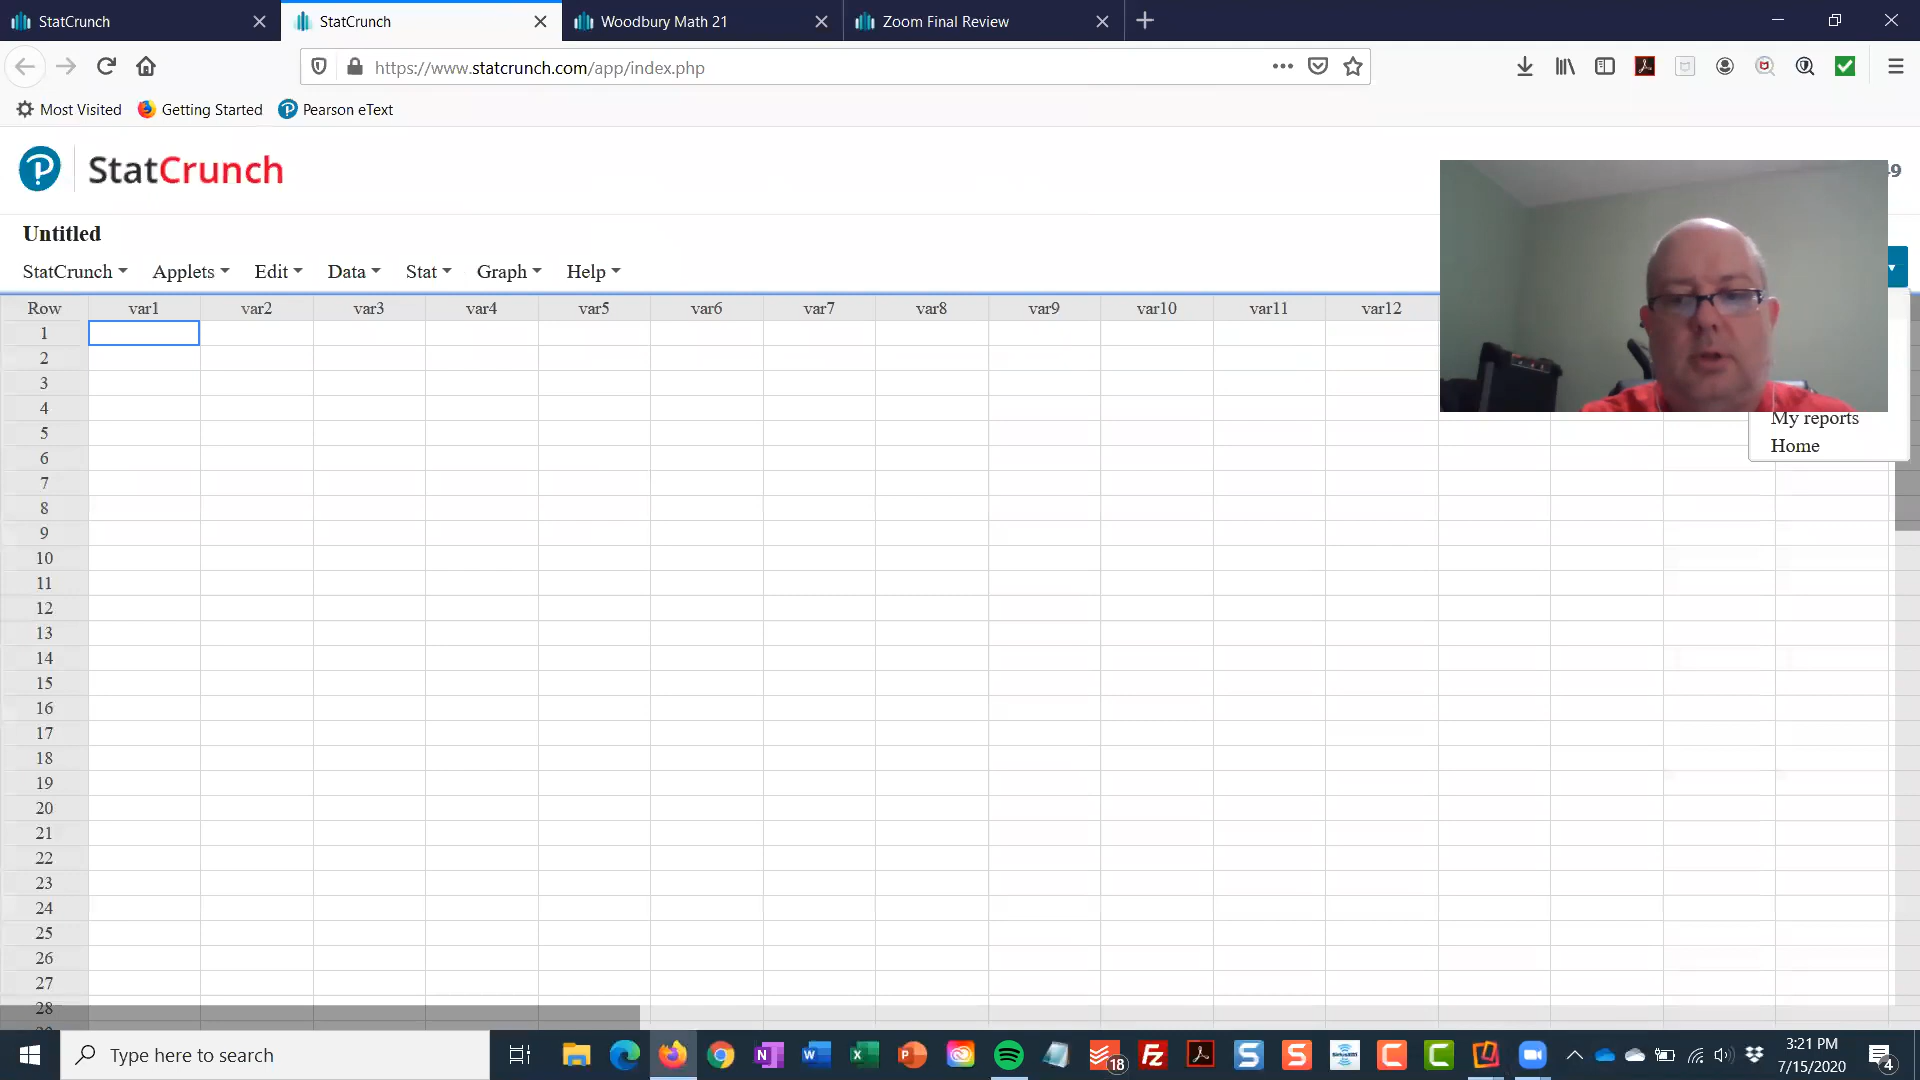 StatCrunch
StatCrunch
Woodbury Math 21
Zoom Final Review
https://www.statcrunch.com/app/index.php
Most Visited
Getting Started
Pearson eText
StatCrunch
Untitled
StatCrunch Applets Edit Data Stat Graph Help
Row var1 var2 var3 var4 var5 var6 var7 var8 var9 var10 var11 var12
1
2
3
4
5
6
7
8
9
10
11
12
13
14
15
16
17
18
19
20
21
22
23
24
25
26
27
28
My reports
Home
Type here to search
18
3:21 PM
7/15/2020
4